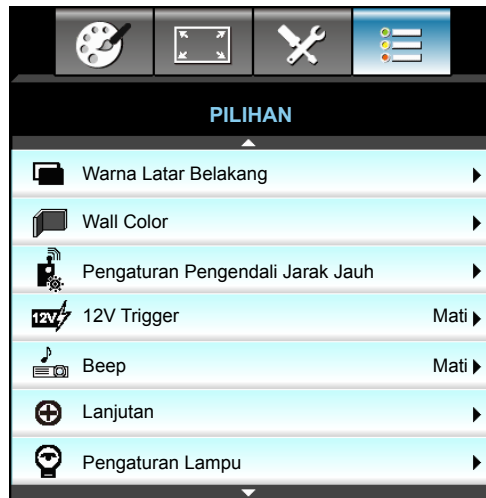 PILIHAN
Warna Latar Belakang
Wall Color
Pengaturan Pengendali Jarak Jauh
12V 12V Trigger Mati
Beep Mati
Lanjutan
Pengaturan Lampu